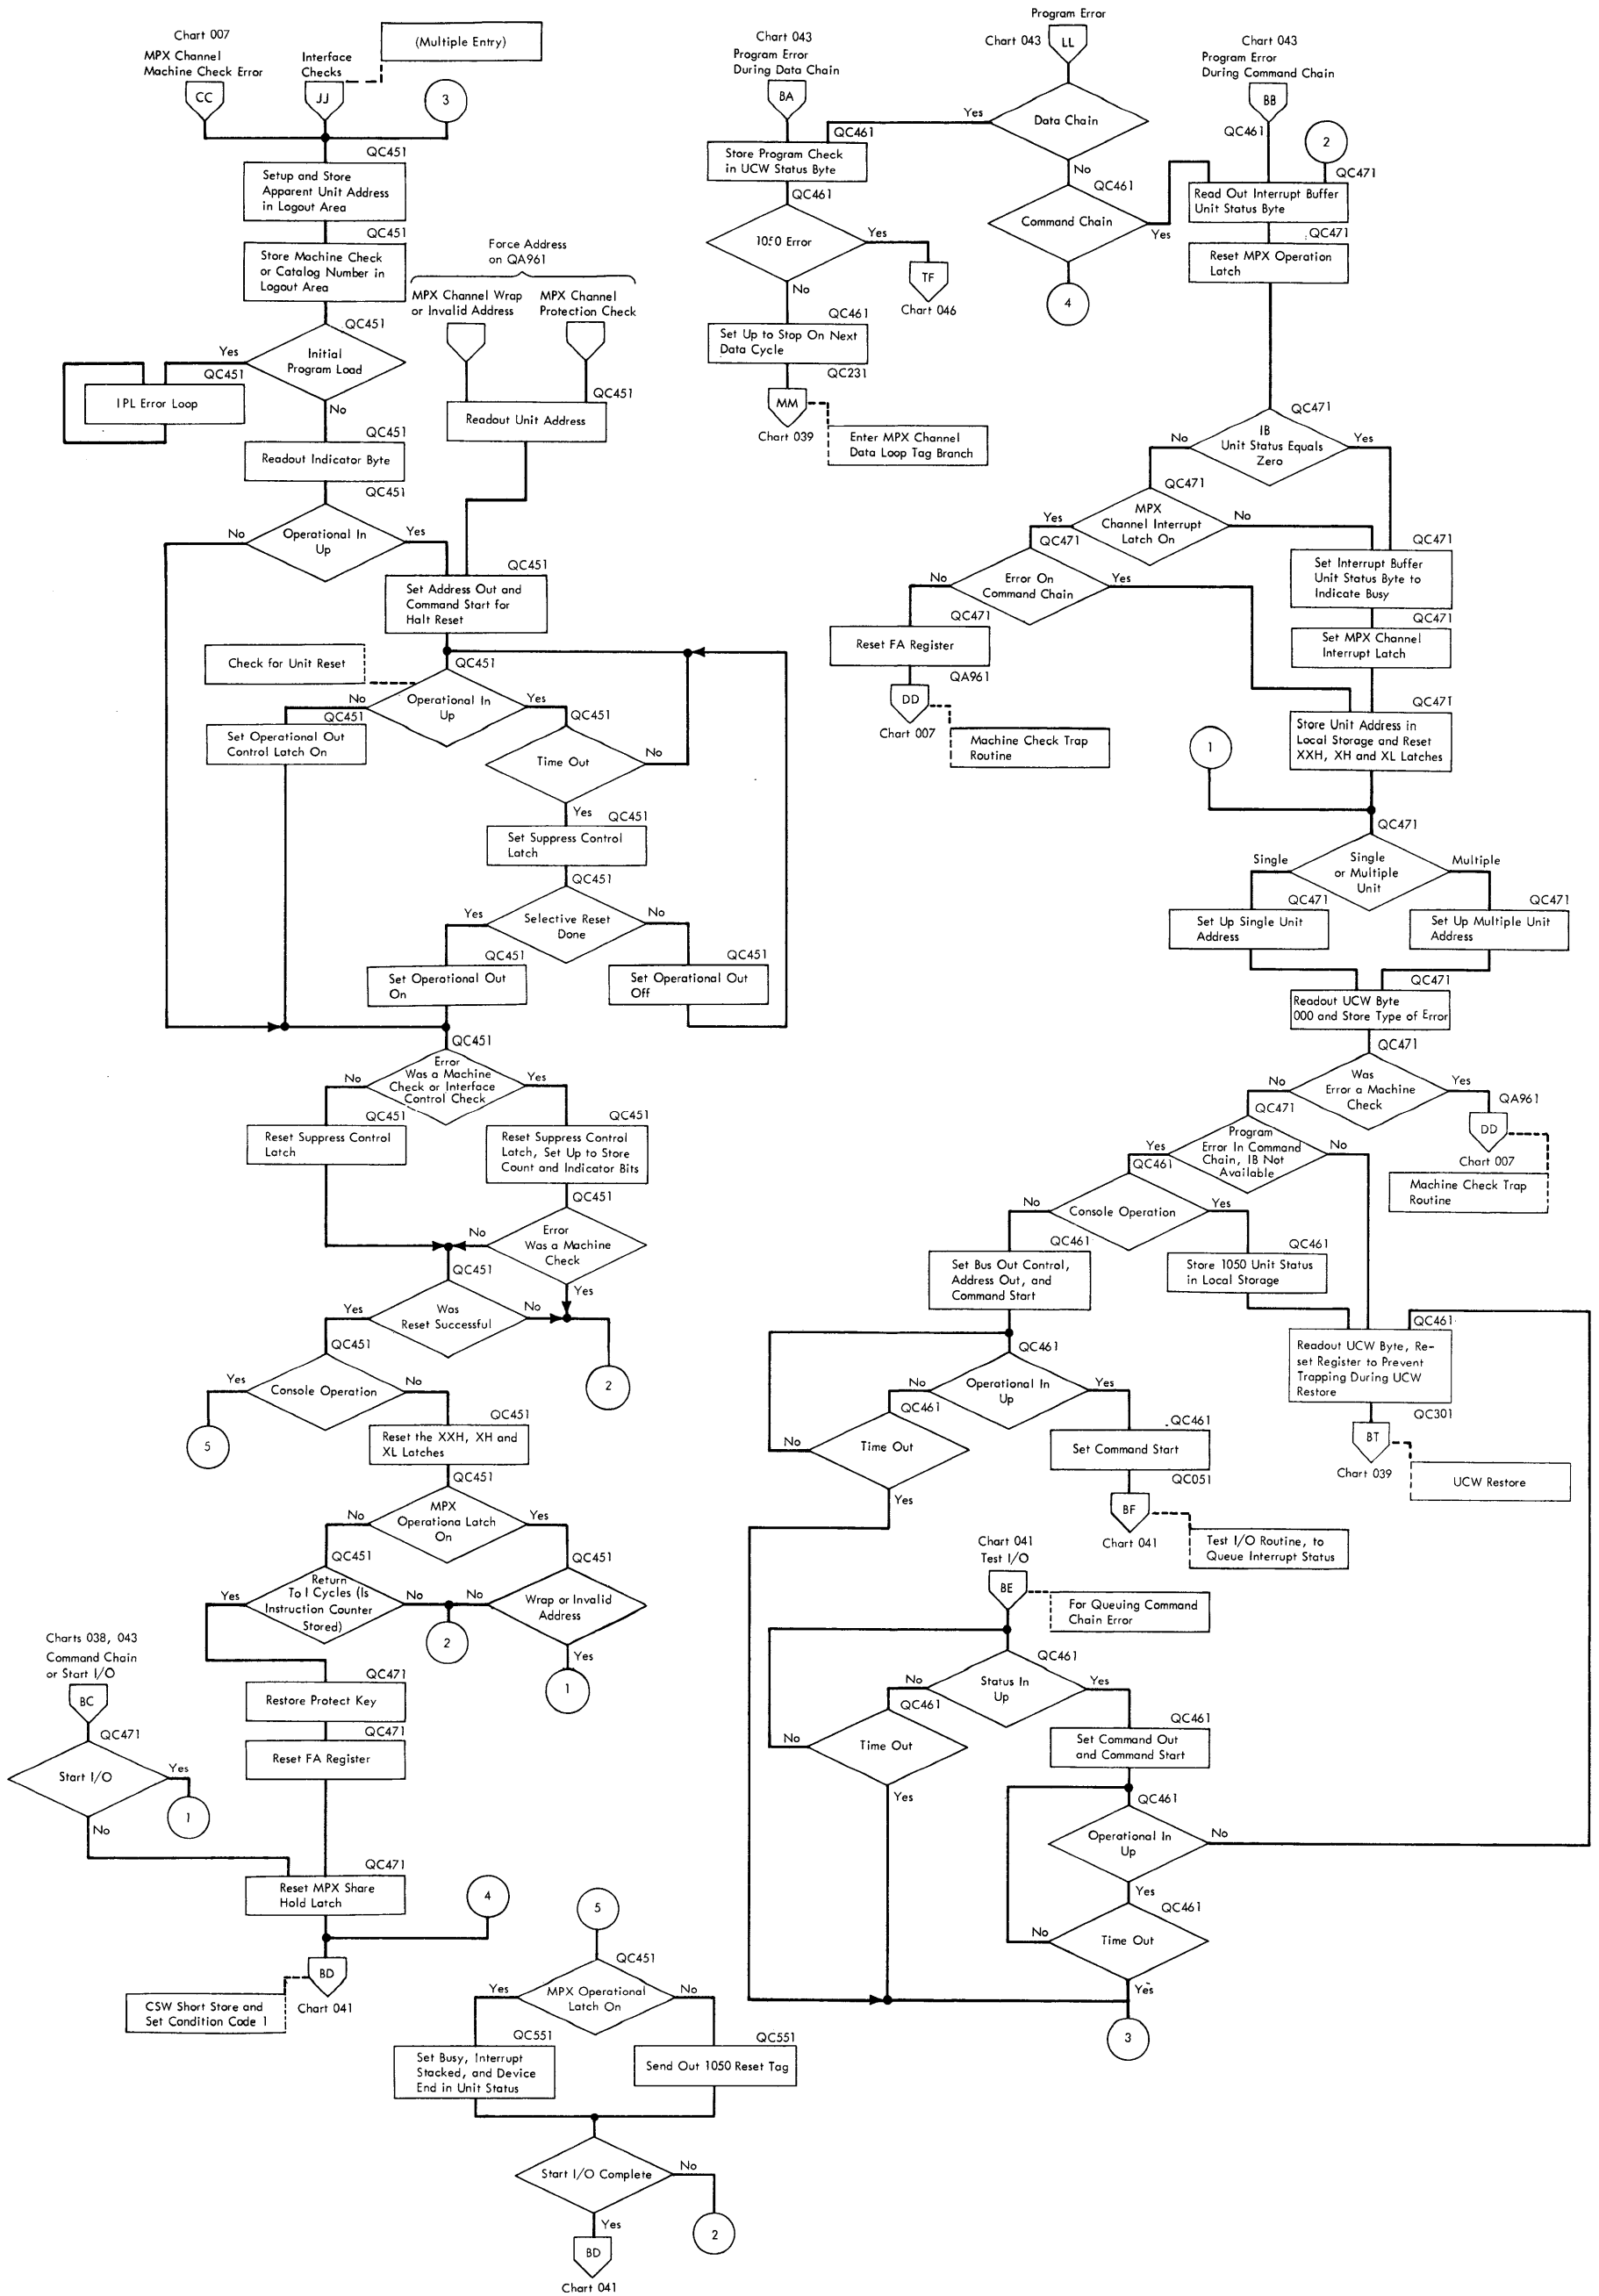 Chart 007
MPX Channel
Machine Check Error
CC
Interface
Checks
JJ
(Multiple Entry)
3
QC451
Setup and Store
Apparent Unit Address
in Logout Area
QC451
Store Machine Check
or Catalog Number in
Logout Area
QC451
Initial
Program Load
Yes
QC451
IPL Error Loop
No
QC451
Readout Indicator Byte
QC451
Operational In
Up
No
Yes
Force Address
on QA961
MPX Channel Wrap
or Invalid Address
MPX Channel
Protection Check
QC451
Readout Unit Address
QC451
Set Address Out and
Command Start for
Halt Reset
Check for Unit Reset
QC451
Operational In
Up
No
QC451
Set Operational Out
Control Latch On
Yes
QC451
Time Out
No
Yes
QC451
Set Suppress Control
Latch
QC451
Selective Reset
Done
Yes
No
QC451
Set Operational Out
On
QC451
Set Operational Out
Off
QC451
Error
Was a Machine
Check or Interface
Control Check
No
Yes
QC451
Reset Suppress Control
Latch
QC451
Reset Suppress Control
Latch, Set Up to Store
Count and Indicator Bits
QC451
Error
Was a Machine
Check
No
Yes
QC451
Was
Reset Successful
Yes
No
2
QC451
Console Operation
Yes
No
5
QC451
Reset the XXH, XH and
XL Latches
QC451
MPX
Operationa Latch
On
No
Yes
QC451
Return
To I Cycles (Is
Instruction Counter
Stored)
Yes
No
2
QC451
Wrap or Invalid
Address
No
Yes
1
Charts 038, 043
Command Chain
or Start I/O
BC
QC471
Start I/O
Yes
1
No
QC471
Restore Protect Key
QC471
Reset FA Register
QC471
Reset MPX Share
Hold Latch
4
BD
Chart 041
CSW Short Store and
Set Condition Code 1
5
QC451
MPX Operational
Latch On
Yes
No
QC551
Set Busy, Interrupt
Stacked, and Device
End in Unit Status
QC551
Send Out 1050 Reset Tag
Start I/O Complete
No
2
Yes
BD
Chart 041
Chart 043
Program Error
During Data Chain
BA
Program Error
Chart 043
LL
Data Chain
Yes
No
QC461
Store Program Check
in UCW Status Byte
QC461
1050 Error
Yes
TF
Chart 046
No
QC461
Set Up to Stop On Next
Data Cycle
QC231
MM
Chart 039
Enter MPX Channel
Data Loop Tag Branch
QC461
Command Chain
Yes
4
Chart 043
Program Error
During Command Chain
BB
QC461
2
QC471
Read Out Interrupt Buffer
Unit Status Byte
QC471
Reset MPX Operation
Latch
QC471
IB
Unit Status Equals
Zero
No
Yes
QC471
MPX
Channel Interrupt
Latch On
Yes
No
QC471
Error On
Command Chain
No
Yes
QC471
Reset FA Register
QA961
DD
Chart 007
Machine Check Trap
Routine
QC471
Set Interrupt Buffer
Unit Status Byte to
Indicate Busy
QC471
Set MPX Channel
Interrupt Latch
QC471
Store Unit Address in
Local Storage and Reset
XXH, XH and XL Latches
1
QC471
Single
or Multiple
Unit
Single
Multiple
QC471
Set Up Single Unit
Address
QC471
Set Up Multiple Unit
Address
QC471
Readout UCW Byte
000 and Store Type of Error
QC471
Was
Error a Machine
Check
No
Yes
QA961
DD
Chart 007
Machine Check Trap
Routine
QC471
Program
Error In Command
Chain, IB Not
Available
Yes
No
QC461
Console Operation
No
Yes
QC461
Set Bus Out Control,
Address Out, and
Command Start
QC461
Store 1050 Unit Status
in Local Storage
QC461
Readout UCW Byte, Re-
set Register to Prevent
Trapping During UCW
Restore
QC301
BT
Chart 039
UCW Restore
QC461
Operational In
Up
No
Yes
QC461
Time Out
No
Yes
QC461
Set Command Start
QC051
BF
Chart 041
Test I/O Routine, to
Queue Interrupt Status
Chart 041
Test I/O
BE
For Queuing Command
Chain Error
QC461
Status In
Up
No
Yes
QC461
Time Out
No
Yes
QC461
Set Command Out
and Command Start
QC461
Operational In
Up
No
Yes
QC461
Time Out
No
Yes
3